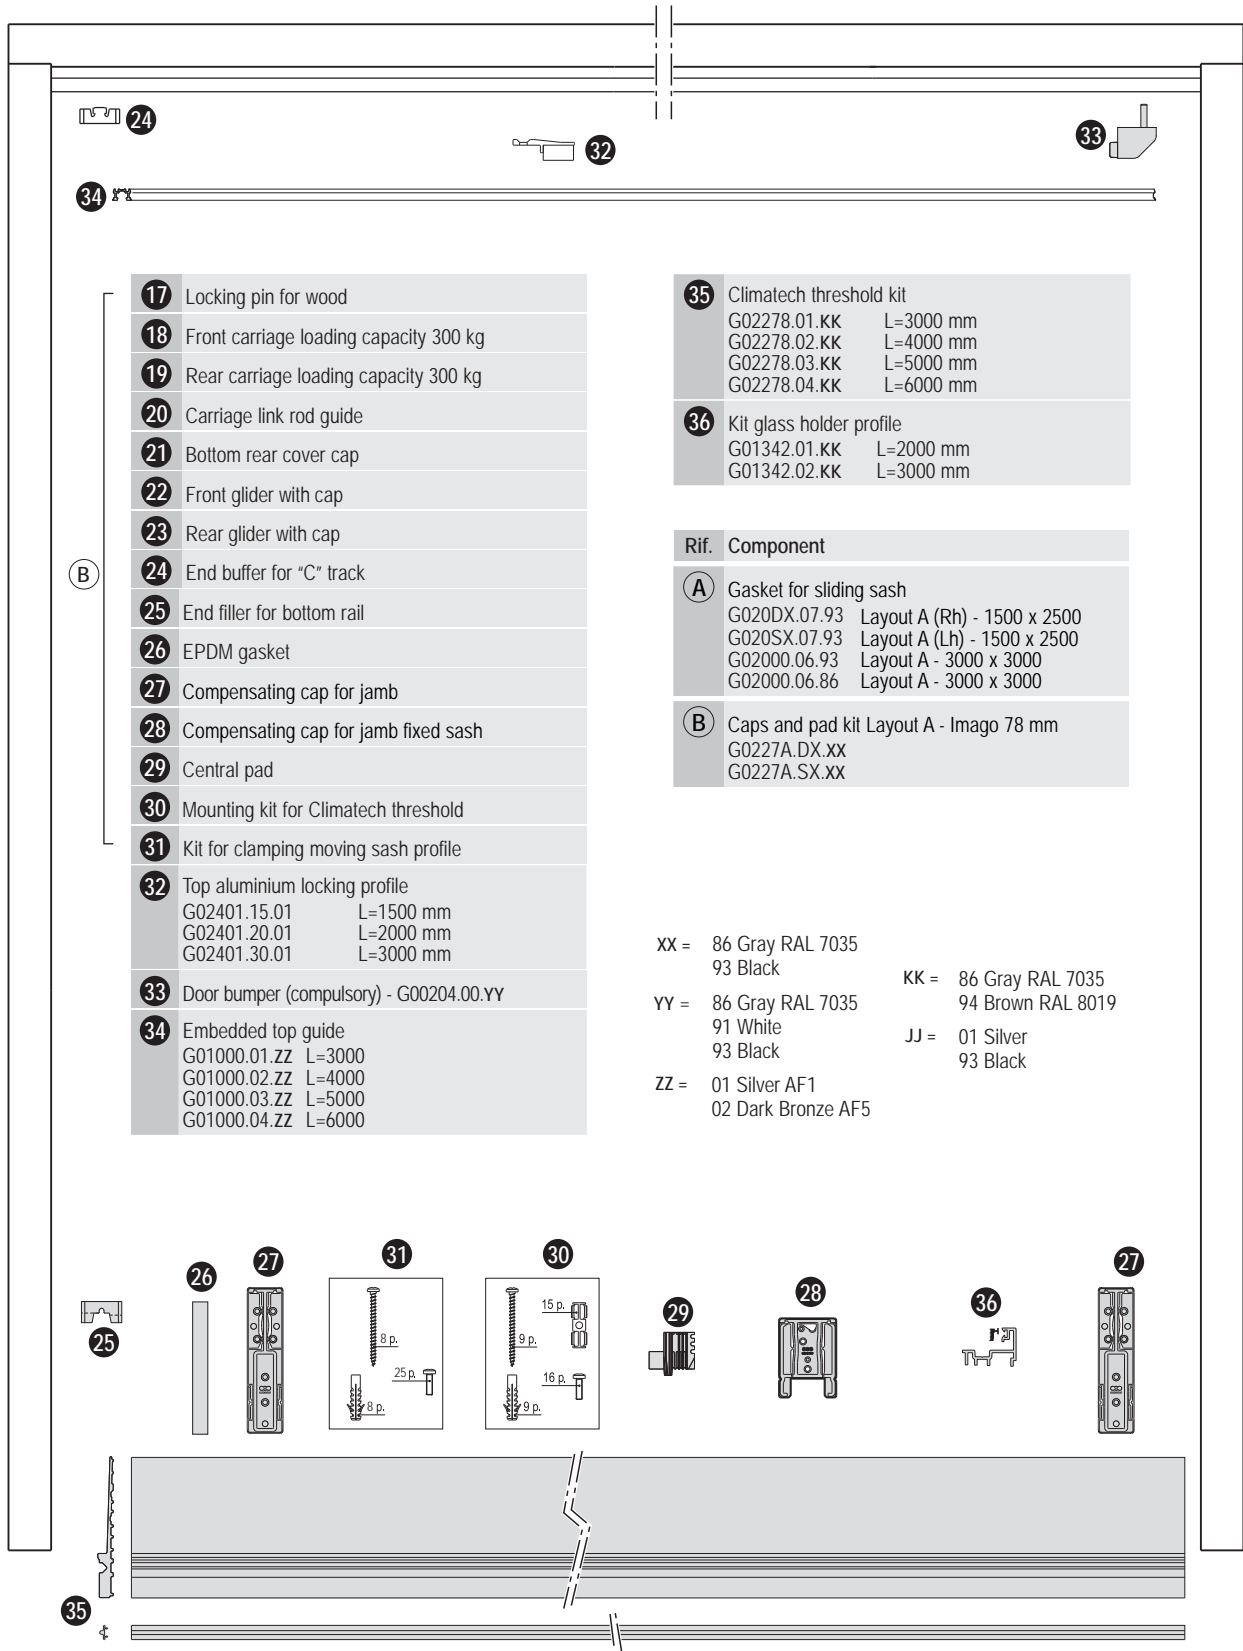 24
32
33
34
B
17 Locking pin for wood
18 Front carriage loading capacity 300 kg
19 Rear carriage loading capacity 300 kg
20 Carriage link rod guide
21 Bottom rear cover cap
22 Front glider with cap
23 Rear glider with cap
24 End buffer for “C” track
25 End filler for bottom rail
26 EPDM gasket
27 Compensating cap for jamb
28 Compensating cap for jamb fixed sash
29 Central pad
30 Mounting kit for Climatech threshold
31 Kit for clamping moving sash profile
32 Top aluminium locking profile
G02401.15.01 L=1500 mm
G02401.20.01 L=2000 mm
G02401.30.01 L=3000 mm
33 Door bumper (compulsory) - G00204.00.YY
34 Embedded top guide
G01000.01.ZZ L=3000
G01000.02.ZZ L=4000
G01000.03.ZZ L=5000
G01000.04.ZZ L=6000
35 Climatech threshold kit
G02278.01.KK L=3000 mm
G02278.02.KK L=4000 mm
G02278.03.KK L=5000 mm
G02278.04.KK L=6000 mm
36 Kit glass holder profile
G01342.01.KK L=2000 mm
G01342.02.KK L=3000 mm
Rif. Component
A Gasket for sliding sash
G020DX.07.93 Layout A (Rh) - 1500 x 2500
G020SX.07.93 Layout A (Lh) - 1500 x 2500
G02000.06.93 Layout A - 3000 x 3000
G02000.06.86 Layout A - 3000 x 3000
B Caps and pad kit Layout A - Imago 78 mm
G0227A.DX.XX
G0227A.SX.XX
XX = 86 Gray RAL 7035
93 Black
YY = 86 Gray RAL 7035
91 White
93 Black
ZZ = 01 Silver AF1
02 Dark Bronze AF5
KK = 86 Gray RAL 7035
94 Brown RAL 8019
JJ = 01 Silver
93 Black
25
26
27
31
8 p.
25 p.
8 p.
30
15 p.
9 p.
16 p.
9 p.
29
28
36
27
35